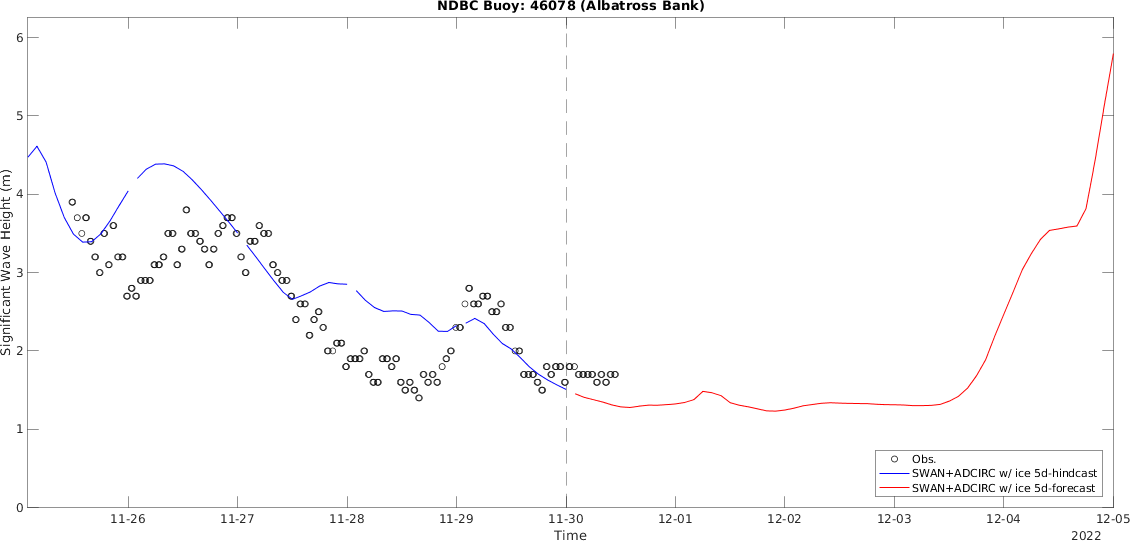 NDBC Buoy: 46078 (Albatross Bank)
Significant Wave Height (m)
6
5
4
3
2
1
0
Obs.
SWAN+ADCIRC w/ ice 5d-hindcast
SWAN+ADCIRC w/ ice 5d-forecast
11-26 11-27 11-28 11-29 11-30 12-01 12-02 12-03 12-04 12-05
Time
2022